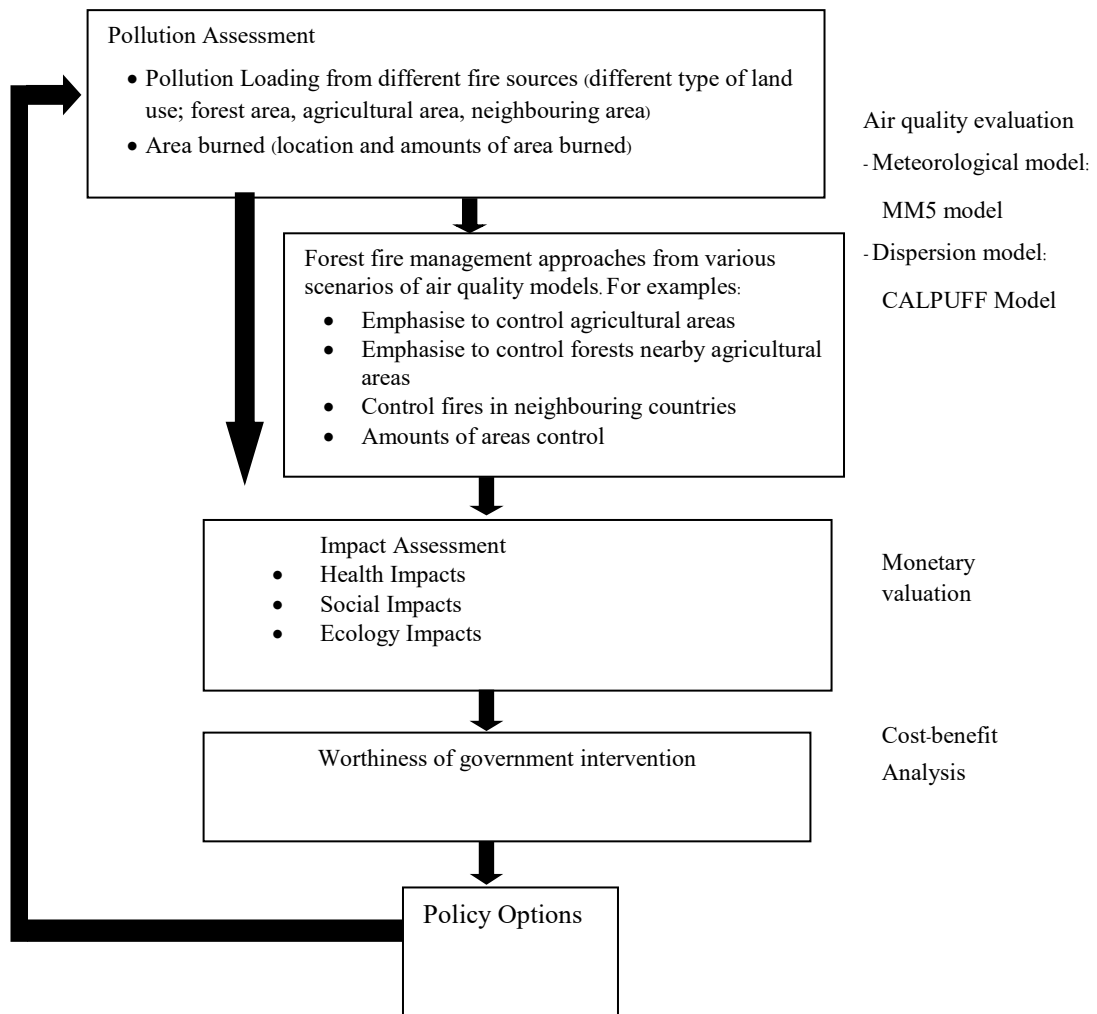 Pollution Assessment
• Pollution Loading from different fire sources (different type of land
use; forest area, agricultural area, neighbouring area)
• Area burned (location and amounts of area burned)
Air quality evaluation
- Meteorological model:
MM5 model
- Dispersion model:
CALPUFF Model
Forest fire management approaches from various
scenarios of air quality models. For examples:
• Emphasise to control agricultural areas
• Emphasise to control forests nearby agricultural
areas
• Control fires in neighbouring countries
• Amounts of areas control
Impact Assessment
• Health Impacts
• Social Impacts
• Ecology Impacts
Monetary
valuation
Worthiness of government intervention
Cost-benefit
Analysis
Policy Options